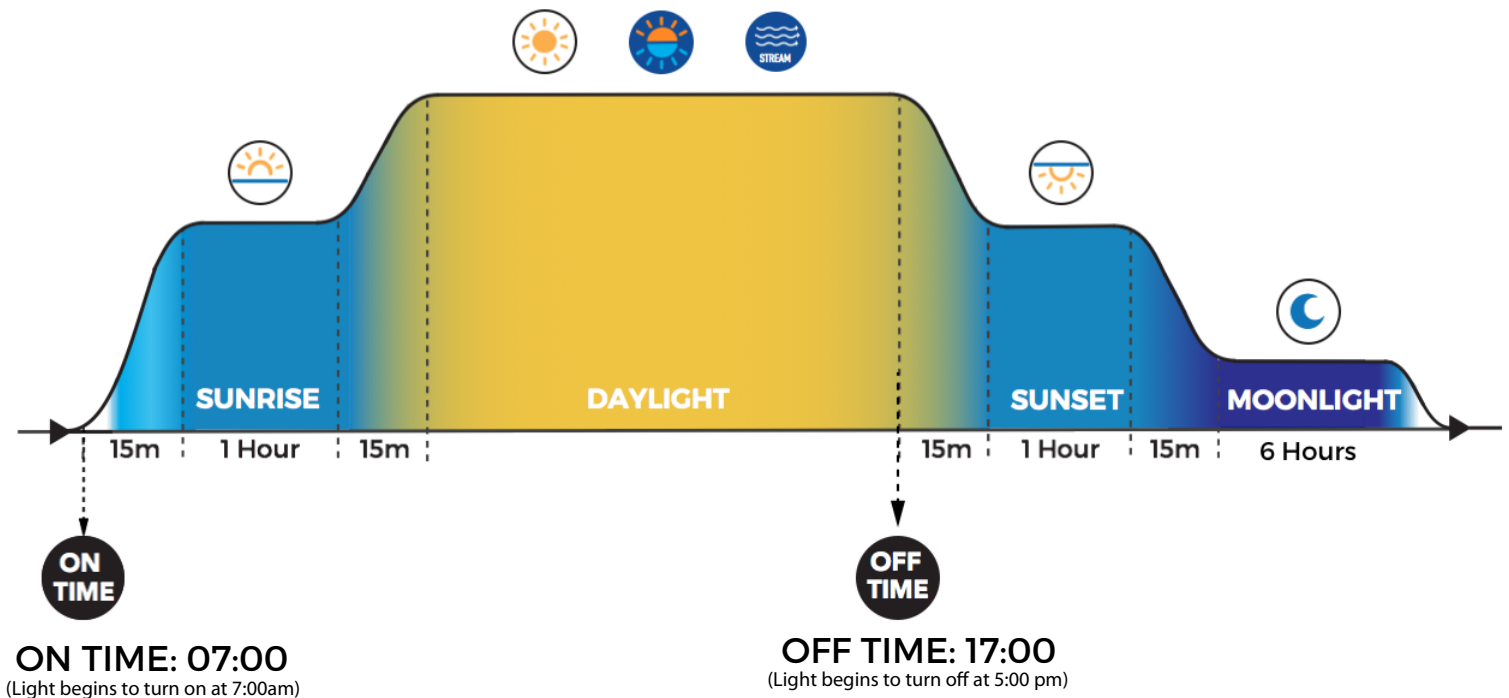 STREAM
SUNRISE
DAYLIGHT
SUNSET
MOONLIGHT
15m
1 Hour
15m
15m
1 Hour
15m
6 Hours
ON
TIME
OFF
TIME
ON TIME: 07:00
(Light begins to turn on at 7:00am)
OFF TIME: 17:00
(Light begins to turn off at 5:00 pm)